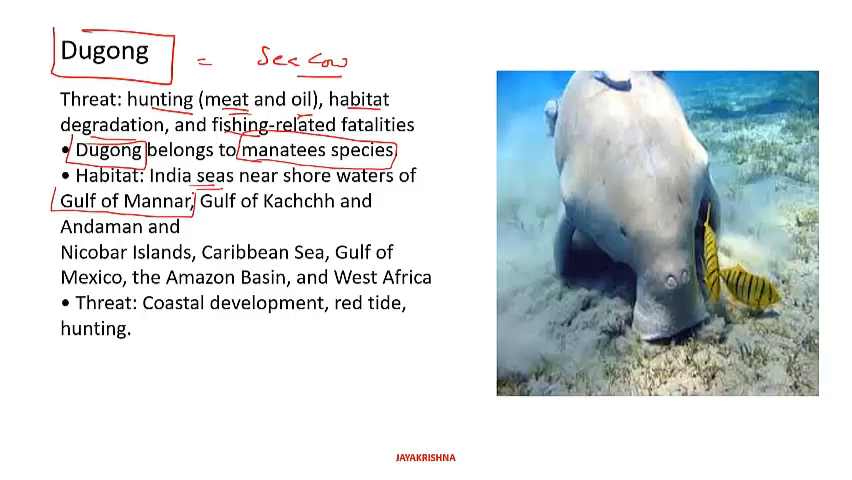 Dugong = Sea Cow
Threat: hunting (meat and oil), habitat
degradation, and fishing-related fatalities
• Dugong belongs to manatees species
• Habitat: India seas near shore waters of
Gulf of Mannar, Gulf of Kachchh and
Andaman and
Nicobar Islands, Caribbean Sea, Gulf of
Mexico, the Amazon Basin, and West Africa
• Threat: Coastal development, red tide,
hunting.
JAYAKRISHNA